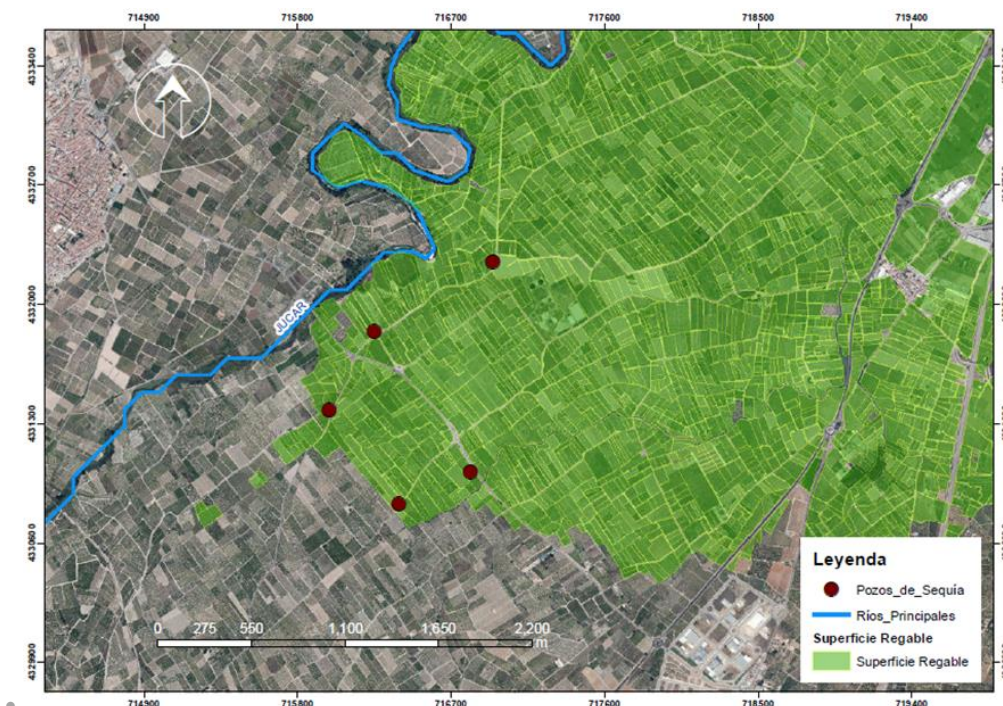 714900 715800 716700 717600 718500 719400
4333400
4332700
4332000
4331300
4330600
4329900
JUCAR
0 275 550 1.100 1.650 2.200
m
Leyenda
Pozos_de_Sequía
Ríos_Principales
Superficie Regable
Superficie Regable
714900 715800 716700 717600 718500 719400